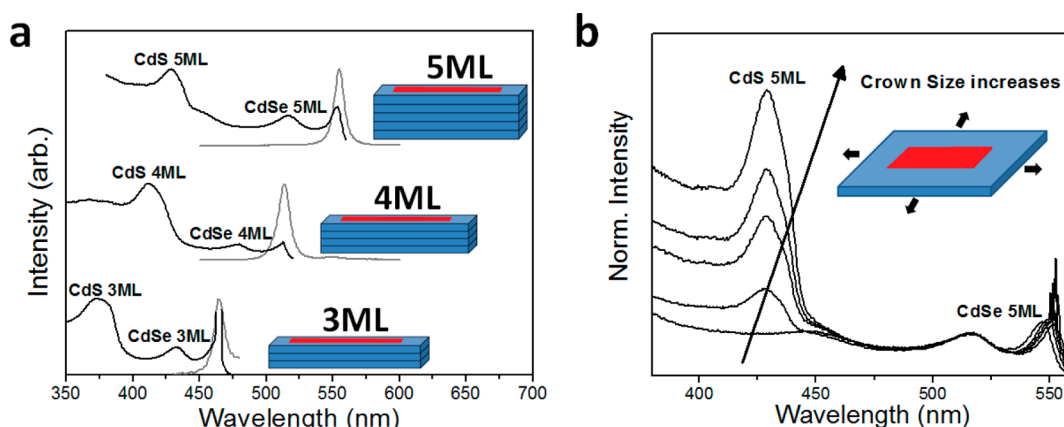 a
Intensity (arb.)
CdS 5ML
CdSe 5ML
5ML
CdS 4ML
CdSe 4ML
4ML
CdS 3ML
CdSe 3ML
3ML
350 400 450 500 550 600 650 700
Wavelength (nm)
b
Norm. Intensity
CdS 5ML
Crown Size increases
CdSe 5ML
400 450 500 550
Wavelength (nm)